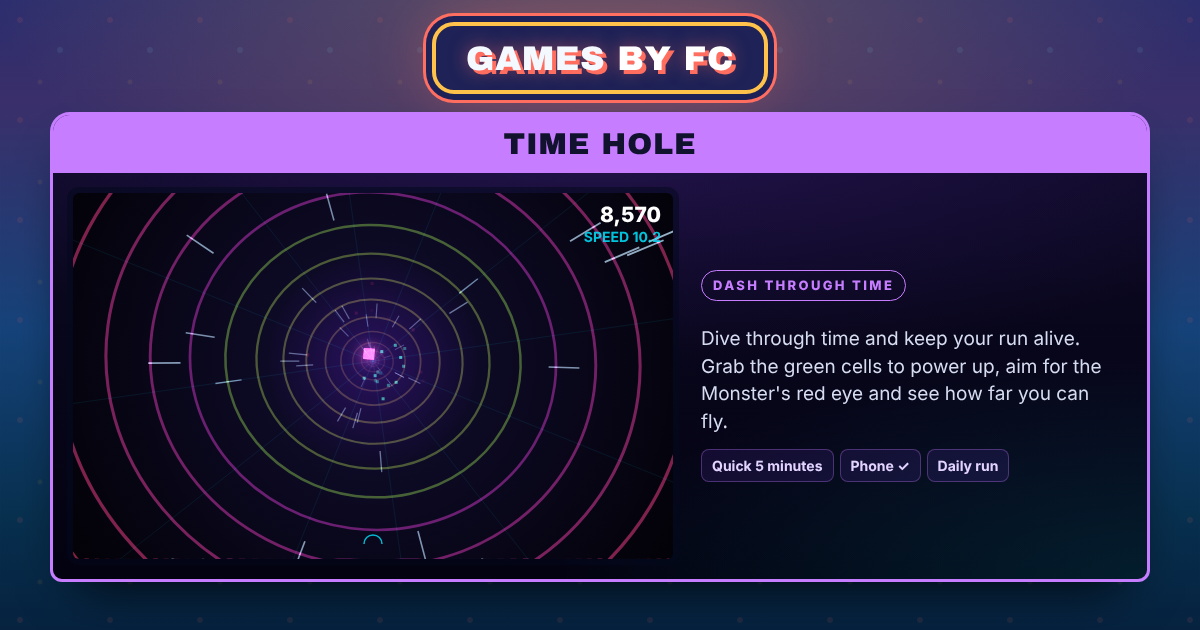 GAMES BY FC
TIME HOLE
8,570
SPEED 10.2
DASH THROUGH TIME
Dive through time and keep your run alive.
Grab the green cells to power up, aim for the
Monster's red eye and see how far you can
fly.
Quick 5 minutes
Phone ✓
Daily run